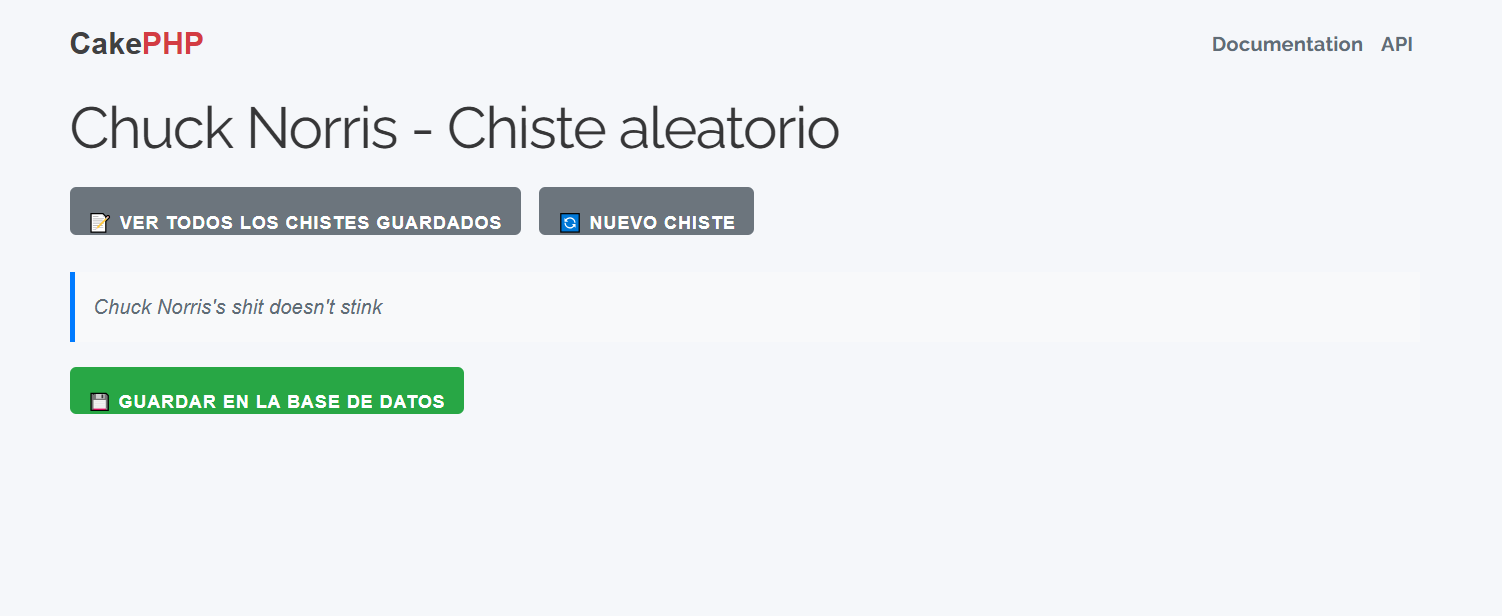 CakePHP
Documentation API
Chuck Norris - Chiste aleatorio
📝 VER TODOS LOS CHISTES GUARDADOS 🔄 NUEVO CHISTE
Chuck Norris's shit doesn't stink
💾 GUARDAR EN LA BASE DE DATOS